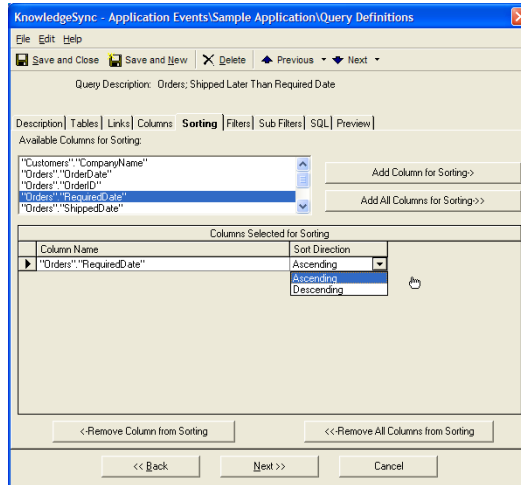 KnowledgeSync - Application Events\Sample Application\Query Definitions
File Edit Help
Save and Close Save and New Delete Previous Next
Query Description: Orders; Shipped Later Than Required Date
Description Tables Links Columns Sorting Filters Sub Filters SQL Preview
Available Columns for Sorting:
"Customers"."CompanyName"
"Orders"."OrderDate"
"Orders"."OrderID"
"Orders"."RequiredDate"
"Orders"."ShippedDate"
Add Column for Sorting->
Add All Columns for Sorting->>
Columns Selected for Sorting
Column Name Sort Direction
"Orders"."RequiredDate" Ascending
Ascending
Descending
<-Remove Column from Sorting <<-Remove All Columns from Sorting
<< Back Next >> Cancel